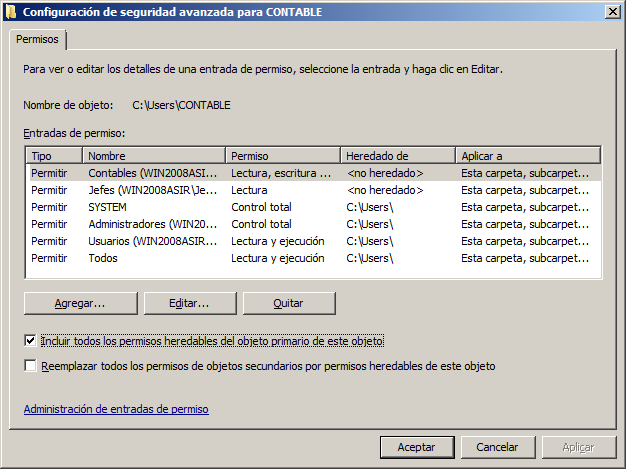 Configuración de seguridad avanzada para CONTABLE
Permisos
Para ver o editar los detalles de una entrada de permiso, seleccione la entrada y haga clic en Editar.
Nombre de objeto: C:\Users\CONTABLE
Entradas de permiso:
Tipo Nombre Permiso Heredado de Aplicar a
Permitir Contables (WIN2008ASI... Lectura, escritura ... <no heredado> Esta carpeta, subcarpet...
Permitir Jefes (WIN2008ASIR\Je... Lectura <no heredado> Esta carpeta, subcarpet...
Permitir SYSTEM Control total C:\Users\ Esta carpeta, subcarpet...
Permitir Administradores (WIN20... Control total C:\Users\ Esta carpeta, subcarpet...
Permitir Usuarios (WIN2008ASIR... Lectura y ejecución C:\Users\ Esta carpeta, subcarpet...
Permitir Todos Lectura y ejecución C:\Users\ Esta carpeta, subcarpet...
Agregar... Editar... Quitar
Incluir todos los permisos heredables del objeto primario de este objeto
Reemplazar todos los permisos de objetos secundarios por permisos heredables de este objeto
Administración de entradas de permiso
Aceptar Cancelar Aplicar